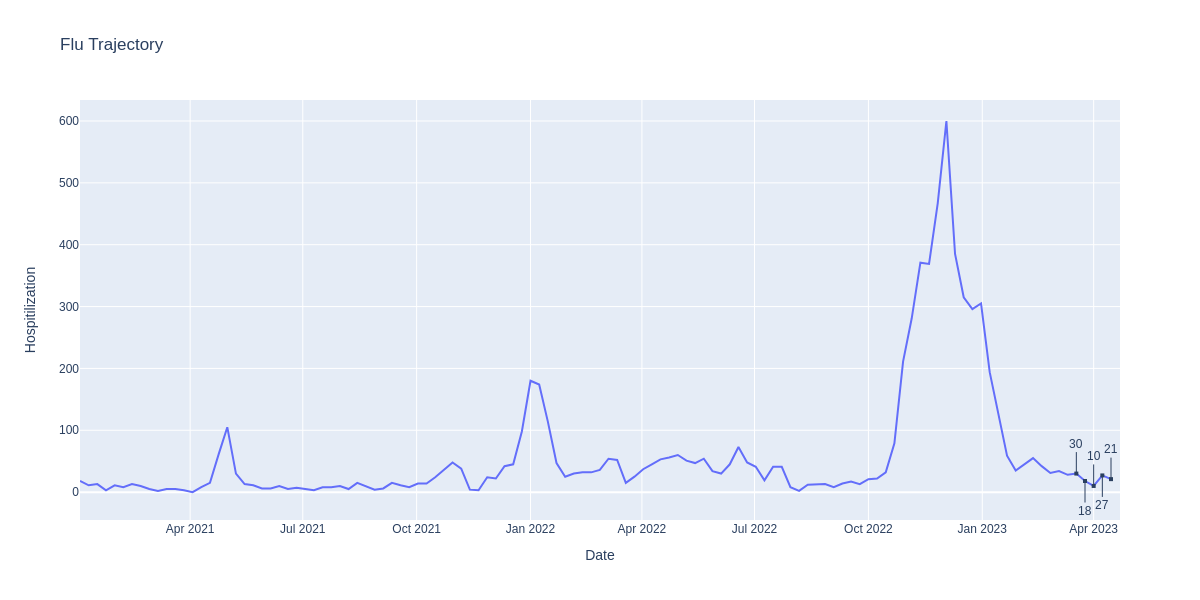 Flu Trajectory
Hospitilization
600
500
400
300
200
100
0
30
10
21
18
27
Apr 2021
Jul 2021
Oct 2021
Jan 2022
Apr 2022
Jul 2022
Oct 2022
Jan 2023
Apr 2023
Date